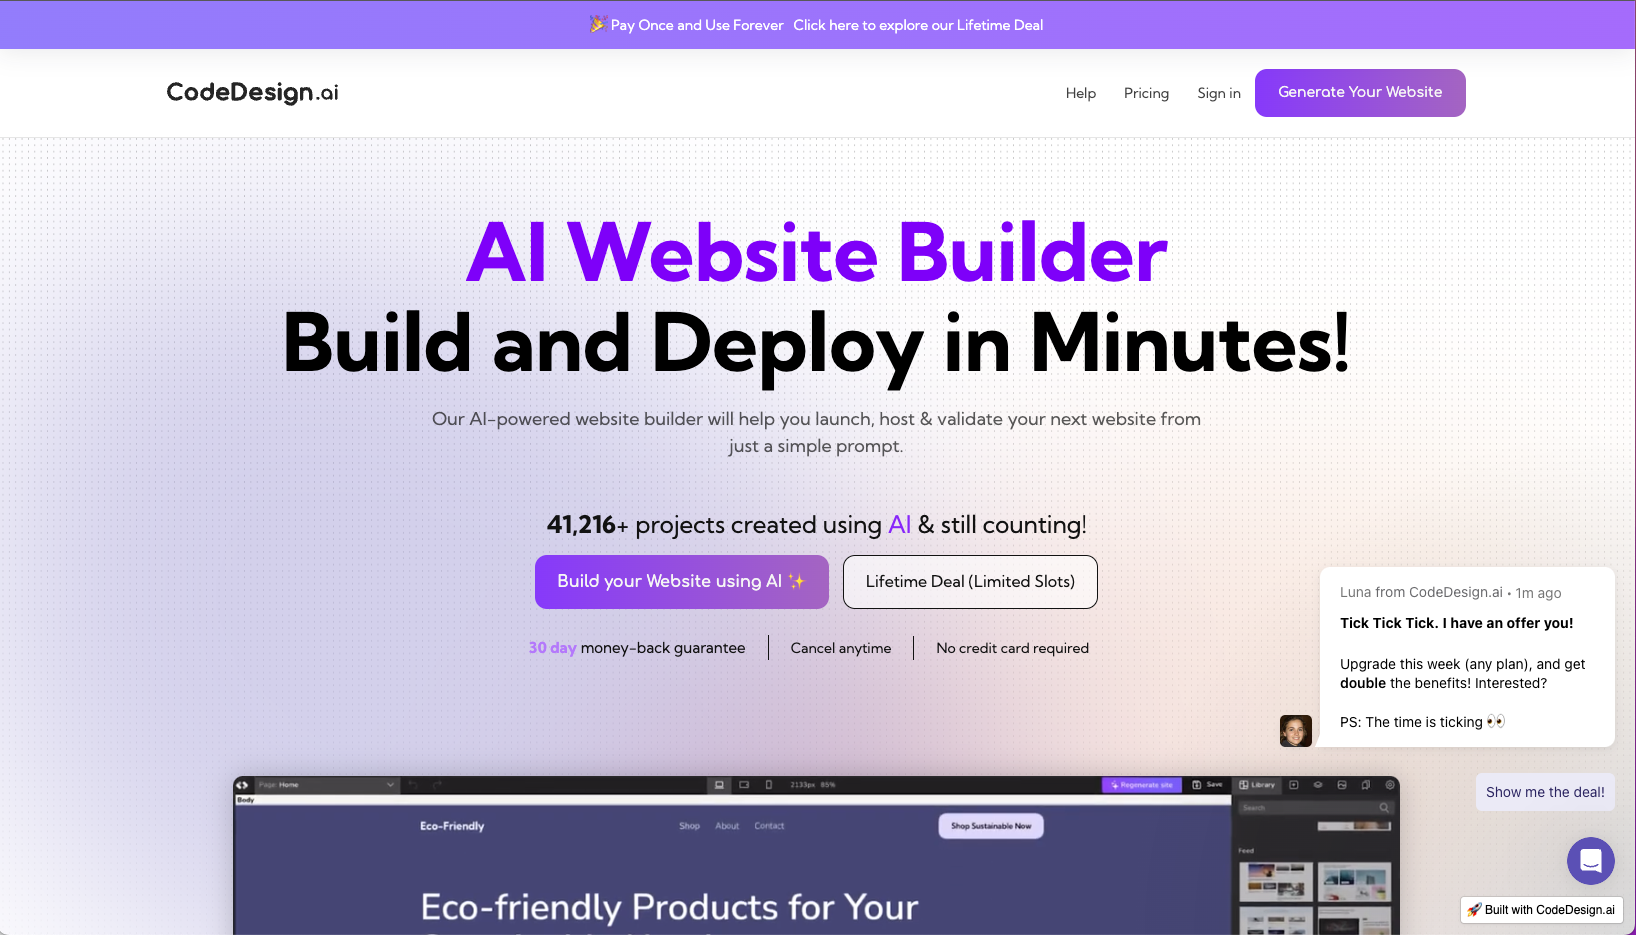 🎉 Pay Once and Use Forever Click here to explore our Lifetime Deal
CodeDesign.ai
Help Pricing Sign in Generate Your Website
AI Website Builder
Build and Deploy in Minutes!
Our AI-powered website builder will help you launch, host & validate your next website from
just a simple prompt.
41,216+ projects created using AI & still counting!
Build your Website using AI ✨ Lifetime Deal (Limited Slots)
30 day money-back guarantee Cancel anytime No credit card required
Luna from CodeDesign.ai • 1m ago
Tick Tick Tick. I have an offer you!
Upgrade this week (any plan), and get
double the benefits! Interested?
PS: The time is ticking 👀
Show me the deal!
Page: Home 2133px 85% Regenerate site Save Library
Body
Search
Eco-Friendly Shop About Contact Shop Sustainable Now
Feed
Eco-friendly Products for Your
🚀 Built with CodeDesign.ai